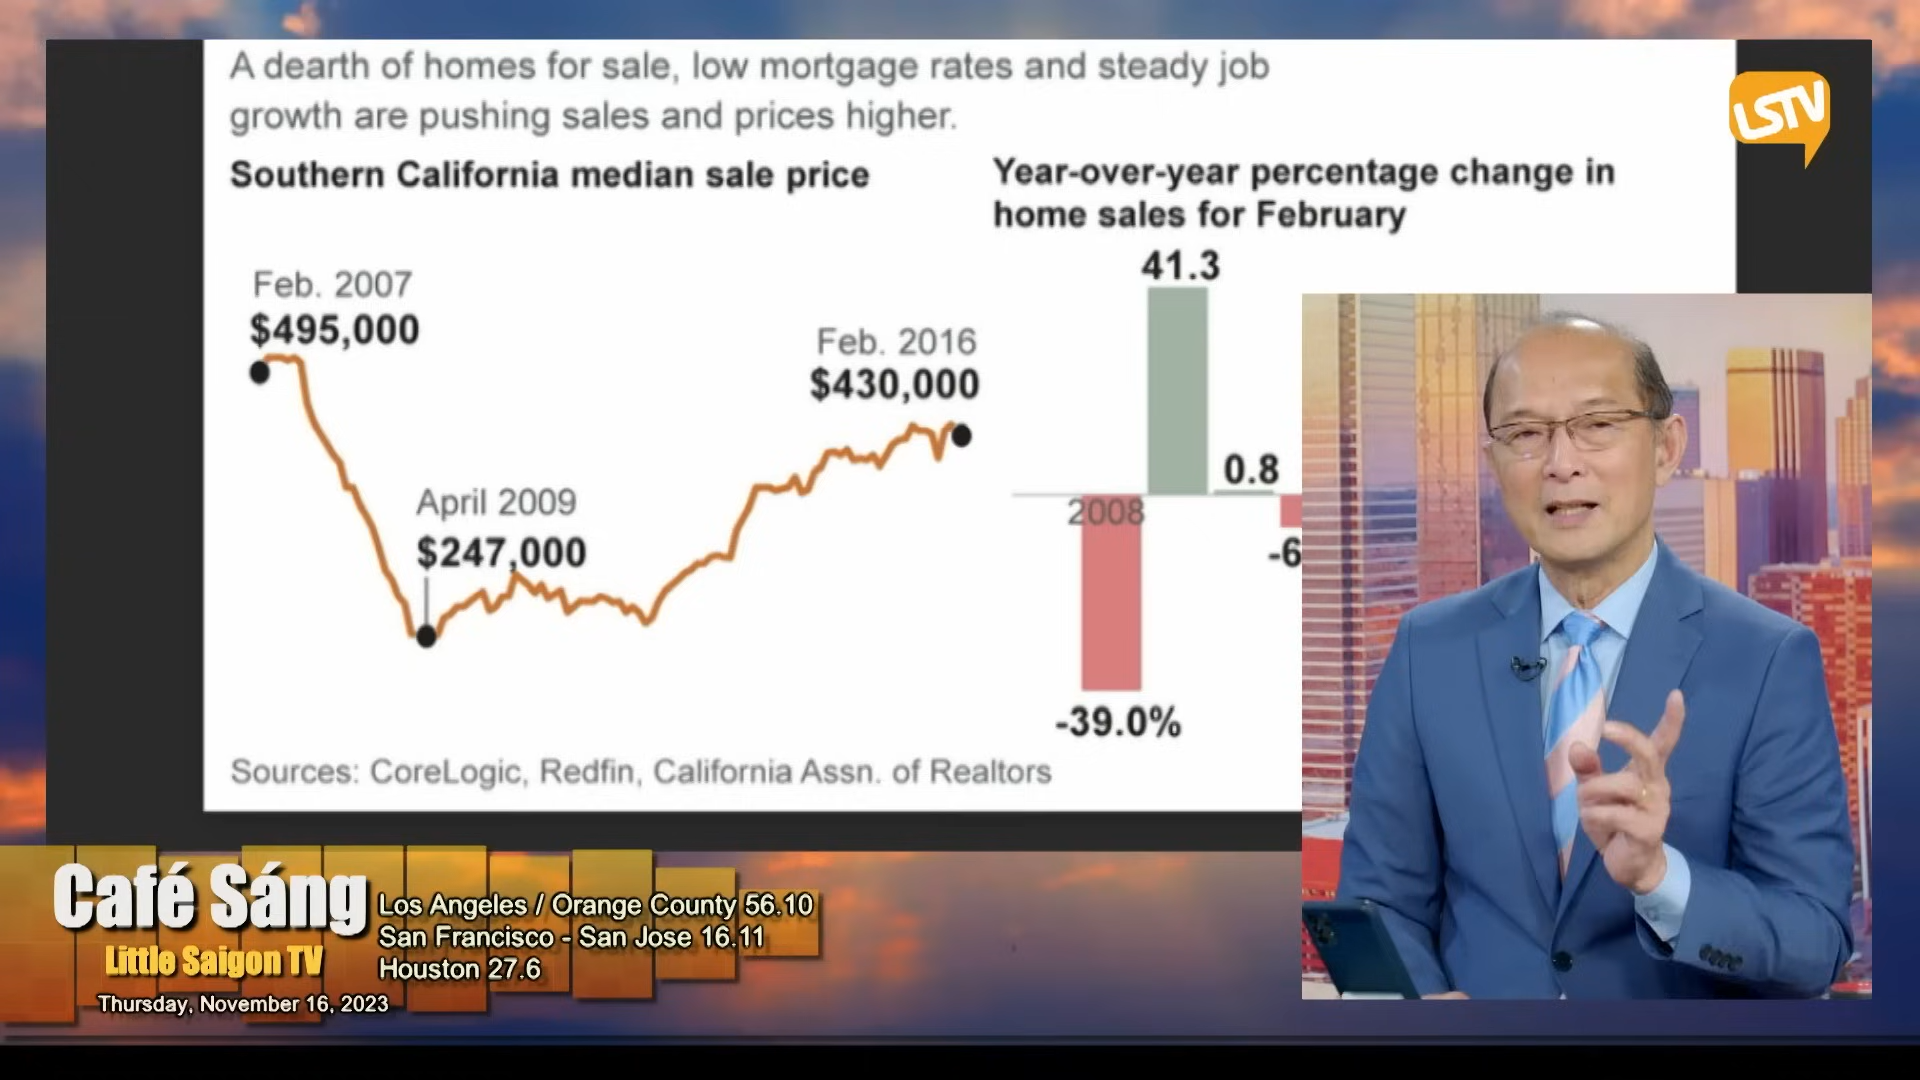 A dearth of homes for sale, low mortgage rates and steady job
growth are pushing sales and prices higher.
LSTV
Southern California median sale price
Year-over-year percentage change in
home sales for February
Feb. 2007
$495,000
Feb. 2016
$430,000
April 2009
$247,000
41.3
0.8
2008
-6
-39.0%
Sources: CoreLogic, Redfin, California Assn. of Realtors
Café Sáng
Little Saigon TV
Thursday, November 16, 2023
Los Angeles / Orange County 56.10
San Francisco - San Jose 16.11
Houston 27.6